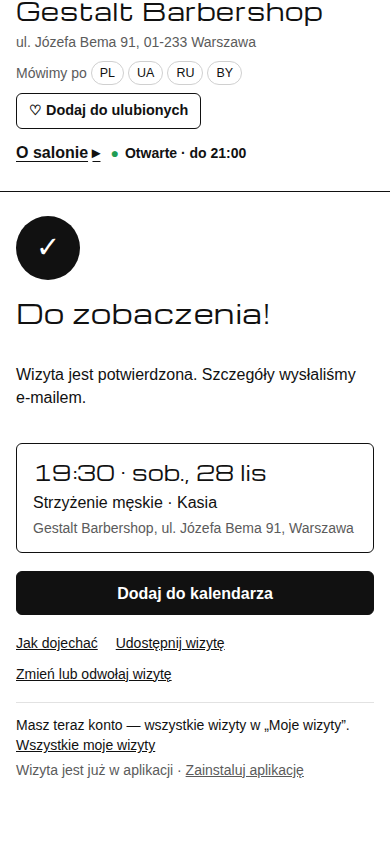 Gestalt Barbershop
ul. Józefa Bema 91, 01-233 Warszawa
Mówimy po PL UA RU BY
♡ Dodaj do ulubionych
O salonie ▸ ● Otwarte · do 21:00
✓
Do zobaczenia!
Wizyta jest potwierdzona. Szczegóły wysłaliśmy
e-mailem.
19:30 · sob., 28 lis
Strzyżenie męskie · Kasia
Gestalt Barbershop, ul. Józefa Bema 91, Warszawa
Dodaj do kalendarza
Jak dojechać Udostępnij wizytę
Zmień lub odwołaj wizytę
Masz teraz konto — wszystkie wizyty w „Moje wizyty”.
Wszystkie moje wizyty
Wizyta jest już w aplikacji · Zainstaluj aplikację